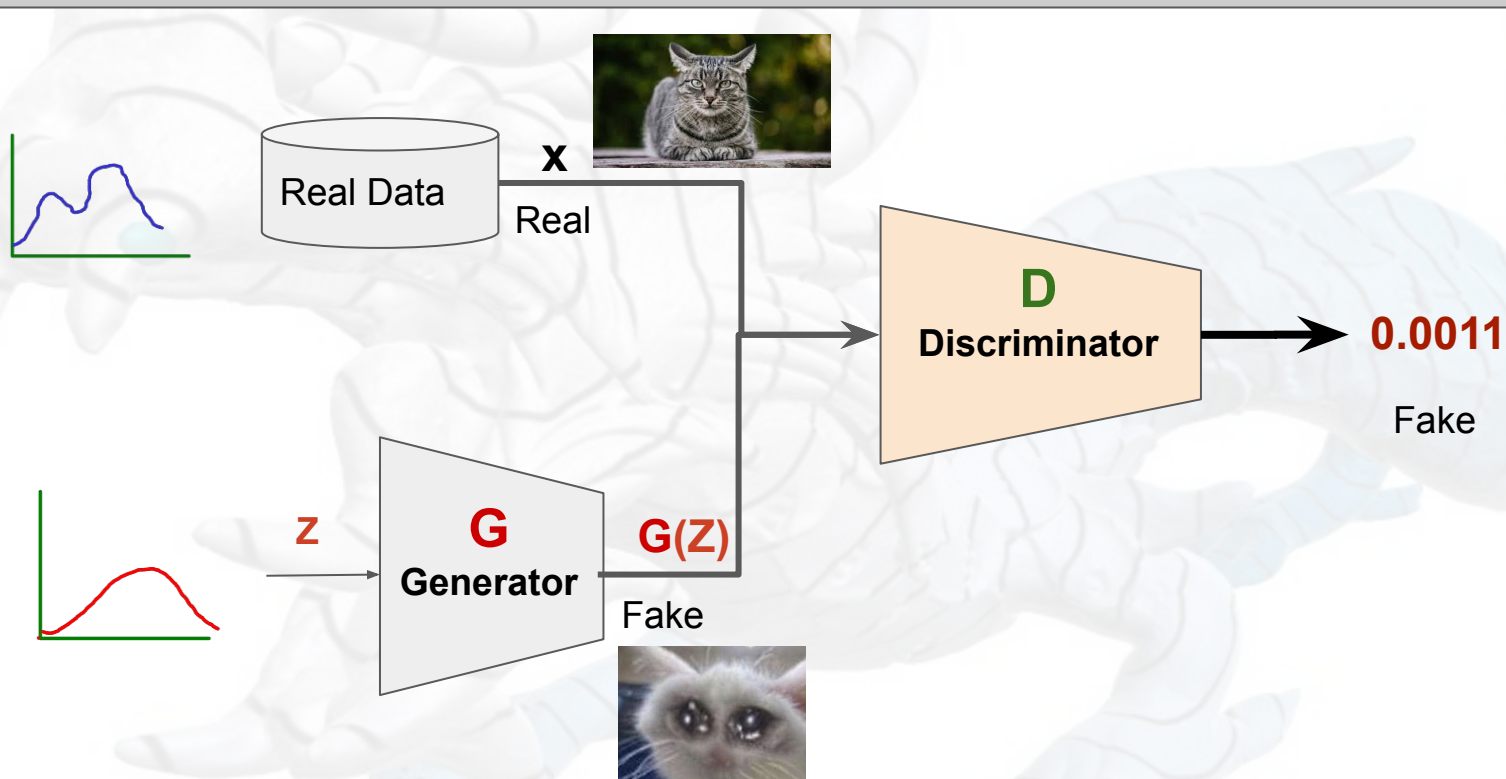 x
Real Data
Real
D
Discriminator
0.0011
Fake
z
G
Generator
G(Z)
Fake